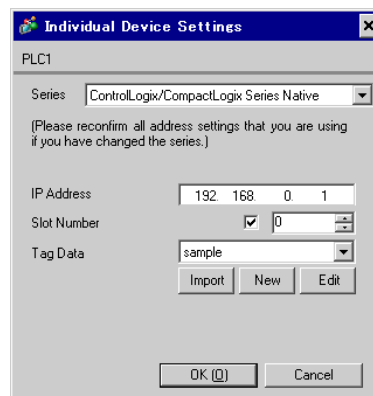 Individual Device Settings
PLC1
Series ControlLogix/CompactLogix Series Native
(Please reconfirm all address settings that you are using
if you have changed the series.)
IP Address 192. 168. 0. 1
Slot Number 0
Tag Data sample
Import New Edit
OK (O) Cancel